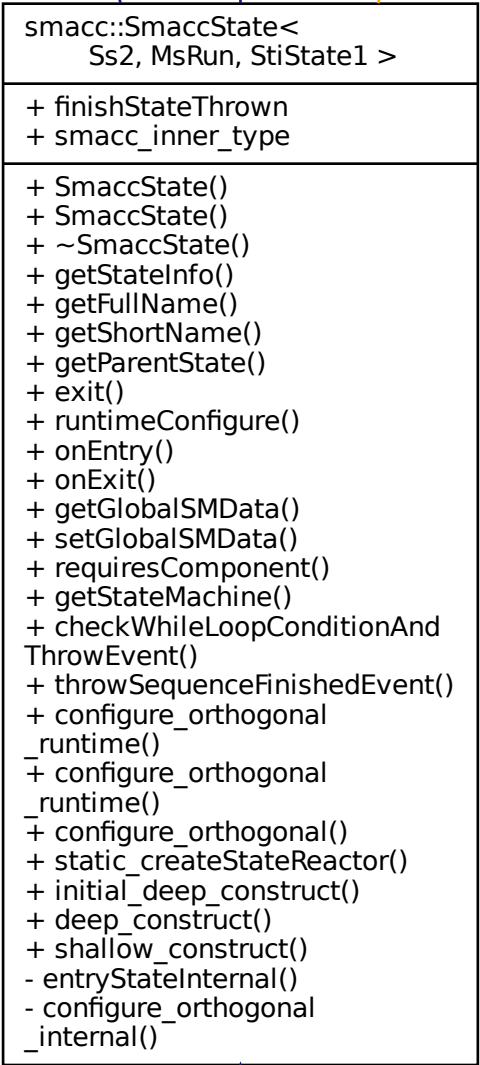 smacc::SmaccState<
Ss2, MsRun, StiState1 >
+ finishStateThrown
+ smacc_inner_type
+ SmaccState()
+ SmaccState()
+ ~SmaccState()
+ getStateInfo()
+ getFullName()
+ getShortName()
+ getParentState()
+ exit()
+ runtimeConfigure()
+ onEntry()
+ onExit()
+ getGlobalSMData()
+ setGlobalSMData()
+ requiresComponent()
+ getStateMachine()
+ checkWhileLoopConditionAnd
ThrowEvent()
+ throwSequenceFinishedEvent()
+ configure_orthogonal
_runtime()
+ configure_orthogonal
_runtime()
+ configure_orthogonal()
+ static_createStateReactor()
+ initial_deep_construct()
+ deep_construct()
+ shallow_construct()
- entryStateInternal()
- configure_orthogonal
_internal()